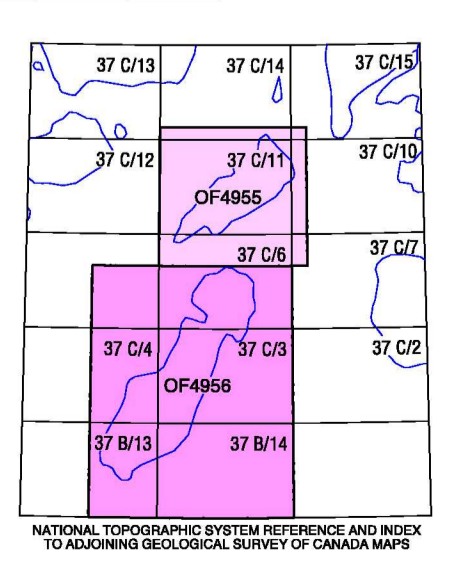 37 C/13
37 C/14
37 C/15
37 C/12
37 C/11
37 C/10
OF4955
37 C/6
37 C/7
37 C/4
37 C/3
37 C/2
OF4956
37 B/13
37 B/14
NATIONAL TOPOGRAPHIC SYSTEM REFERENCE AND INDEX
TO ADJOINING GEOLOGICAL SURVEY OF CANADA MAPS